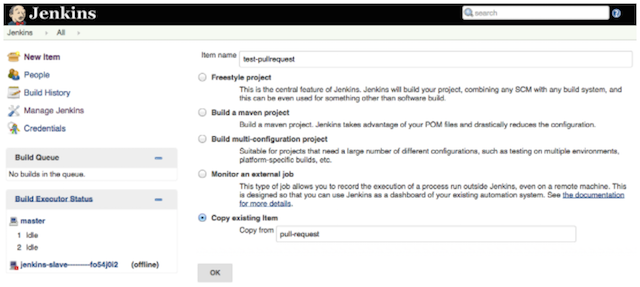 Jenkins
search
Jenkins › All ›
New Item
People
Build History
Manage Jenkins
Credentials
Build Queue
No builds in the queue.
Build Executor Status
master
1 Idle
2 Idle
jenkins-slave--------fo54j0i2 (offline)
Item name test-pullrequest
Freestyle project
This is the central feature of Jenkins. Jenkins will build your project, combining any SCM with any build system, and
this can be even used for something other than software build.
Build a maven project
Build a maven project. Jenkins takes advantage of your POM files and drastically reduces the configuration.
Build multi-configuration project
Suitable for projects that need a large number of different configurations, such as testing on multiple environments,
platform-specific builds, etc.
Monitor an external job
This type of job allows you to record the execution of a process run outside Jenkins, even on a remote machine. This
is designed so that you can use Jenkins as a dashboard of your existing automation system. See the documentation
for more details.
Copy existing Item
Copy from pull-request
OK